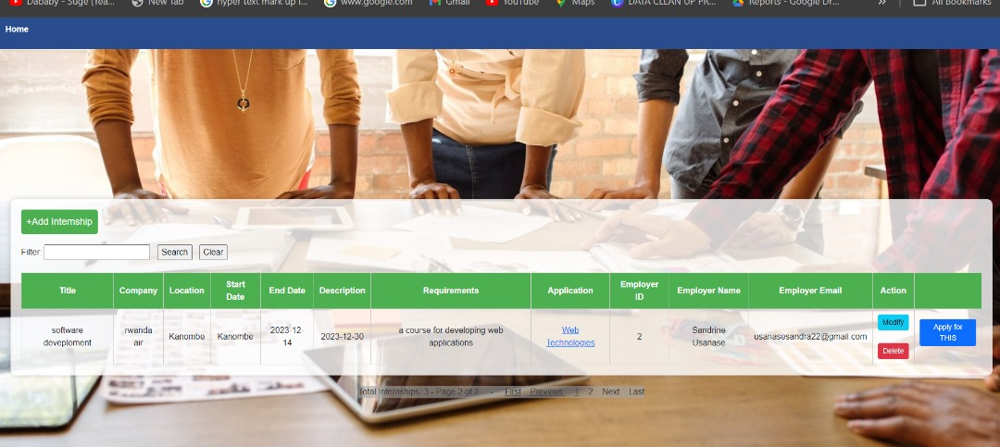 Dababy - Suge (Yea...
New Tab
hyper text mark up l...
www.google.com
Gmail
YouTube
Maps
DATA CLEAN UP PR...
Reports - Google Dr...
»
All Bookmarks
Home
+Add Internship
Filter:
Search
Clear
Title Company Location Start Date End Date Description Requirements Application Employer ID Employer Name Employer Email Action
software deveploment rwanda air Kanombe Kanombe 2023-12-14 2023-12-30 a course for developing web applications Web Technologies 2 Sandrine Usanase usanasesandra22@gmail.com Modify Delete Apply for THIS
Total Internships: 3 - Page 2 of 2 - First Previous 1 2 Next Last